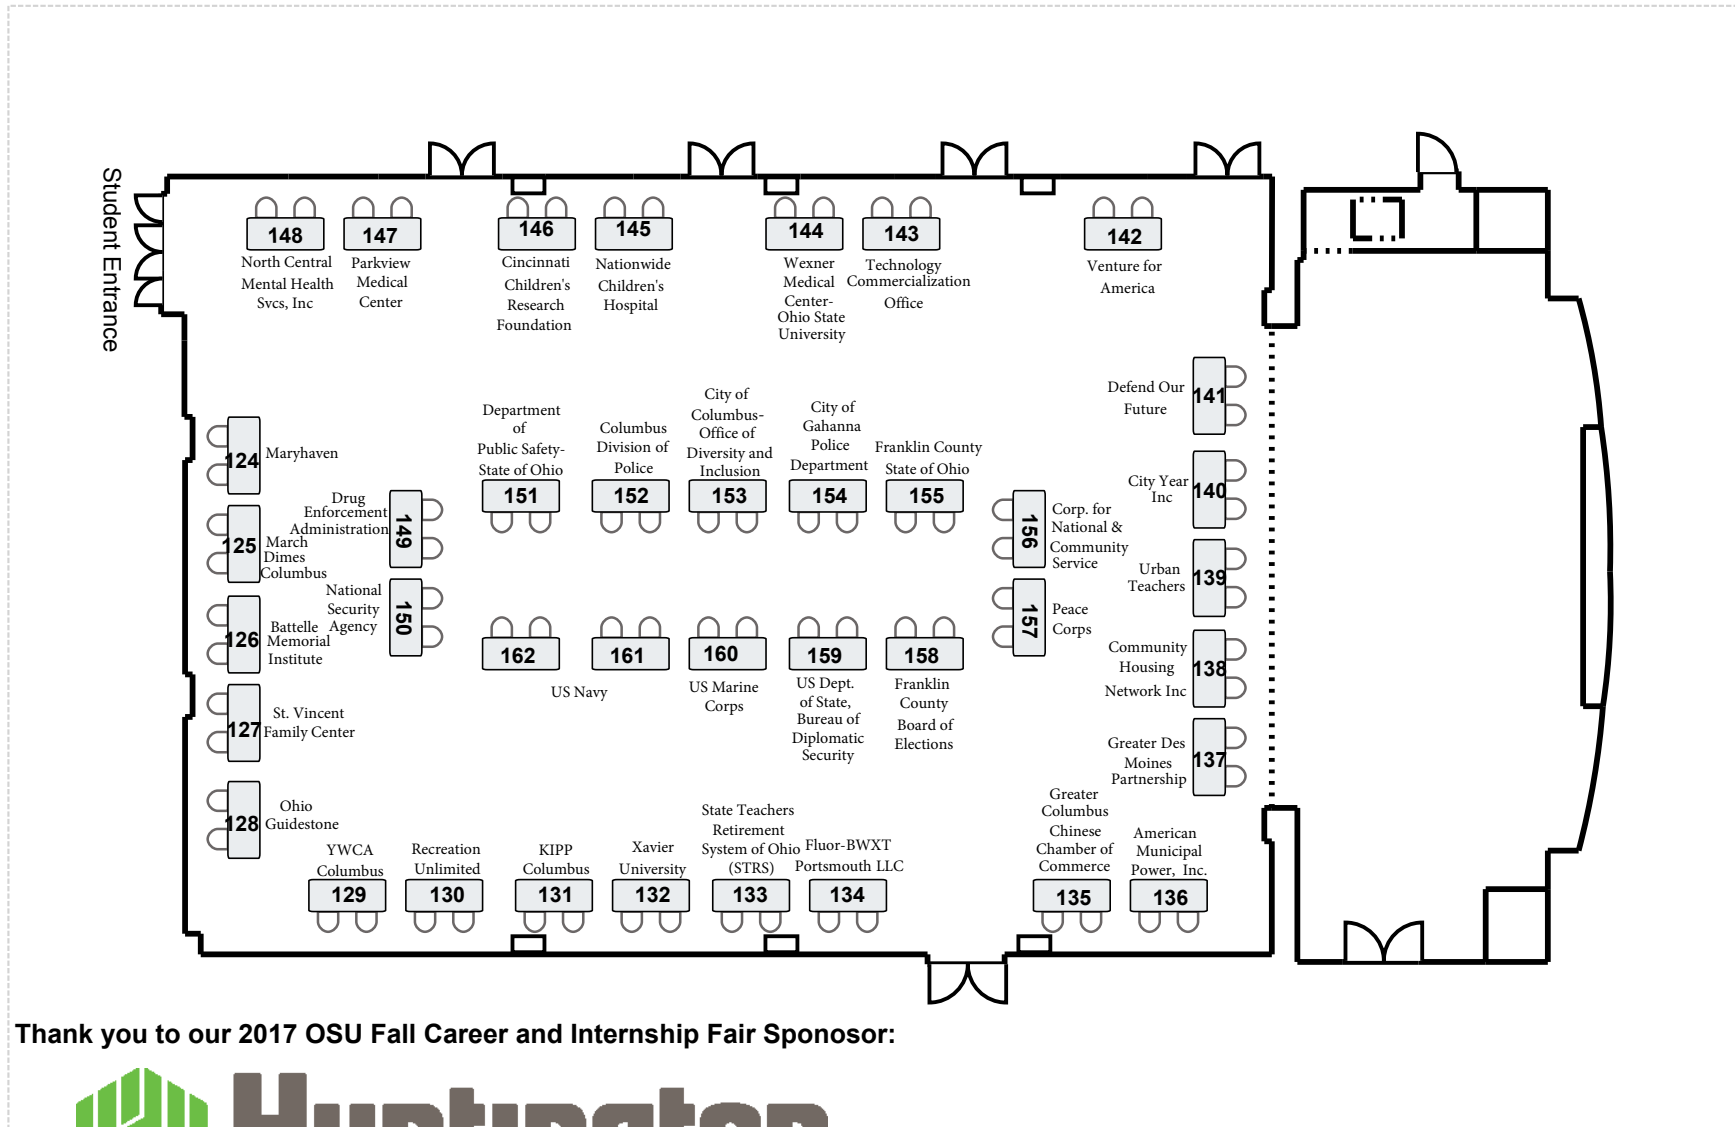 Student Entrance
148
North Central
Mental Health
Svcs, Inc
147
Parkview
Medical
Center
146
Cincinnati
Children's
Research
Foundation
145
Nationwide
Children's
Hospital
144
Wexner
Medical
Center-
Ohio State
University
143
Technology
Commercialization
Office
142
Venture for
America
Defend Our
Future
141
City Year
Inc
140
Urban
Teachers
139
Community
Housing
Network Inc
138
Greater Des
Moines
Partnership
137
124
Maryhaven
125
March
Dimes
Columbus
126
Battelle
Memorial
Institute
127
St. Vincent
Family Center
128
Ohio
Guidestone
Drug
Enforcement
Administration
149
National
Security
Agency
150
Department
of
Public Safety-
State of Ohio
151
Columbus
Division of
Police
152
City of
Columbus-
Office of
Diversity and
Inclusion
153
City of
Gahanna
Police
Department
154
Franklin County
State of Ohio
155
156
Corp. for
National &
Community
Service
157
Peace
Corps
162
161
US Navy
160
US Marine
Corps
159
US Dept.
of State,
Bureau of
Diplomatic
Security
158
Franklin
County
Board of
Elections
YWCA
Columbus
129
Recreation
Unlimited
130
KIPP
Columbus
131
Xavier
University
132
State Teachers
Retirement
System of Ohio
(STRS)
133
Fluor-BWXT
Portsmouth LLC
134
Greater
Columbus
Chinese
Chamber of
Commerce
135
American
Municipal
Power, Inc.
136
Thank you to our 2017 OSU Fall Career and Internship Fair Sponosor:
Huntington